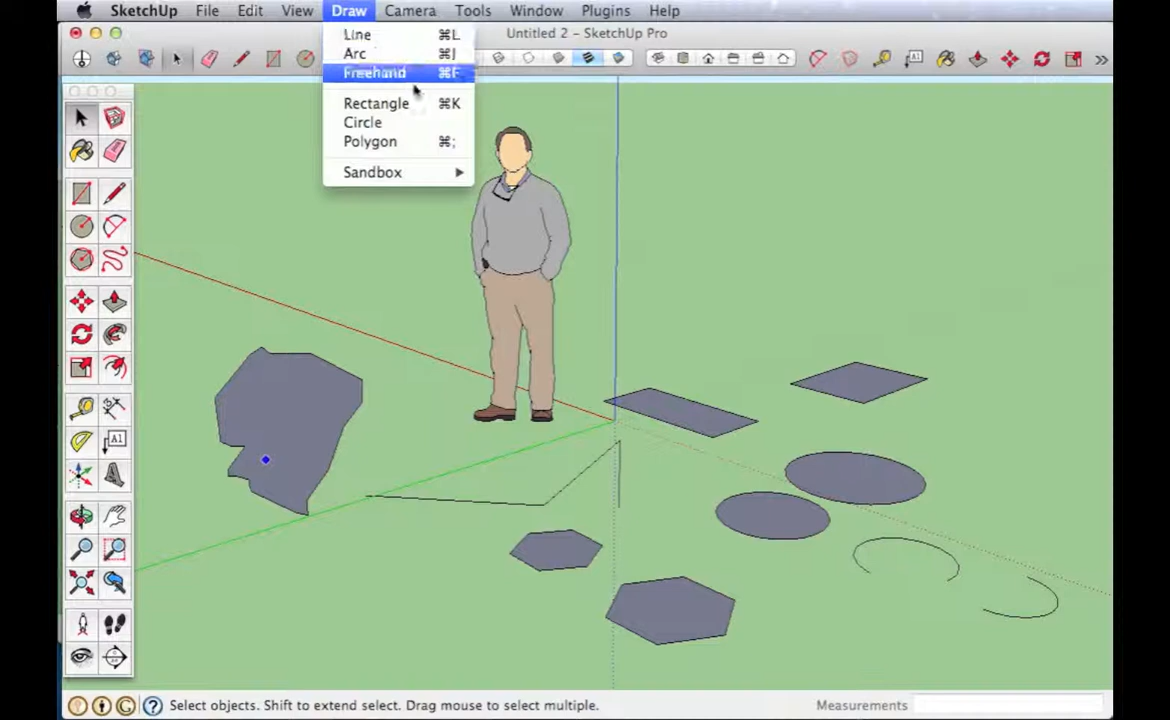 SketchUp File Edit View Draw Camera Tools Window Plugins Help
Untitled 2 – SketchUp Pro
Line ⌘L
Arc ⌘J
Freehand ⌘F
Rectangle ⌘K
Circle
Polygon ⌘;
Sandbox
A1
Select objects. Shift to extend select. Drag mouse to select multiple.
Measurements